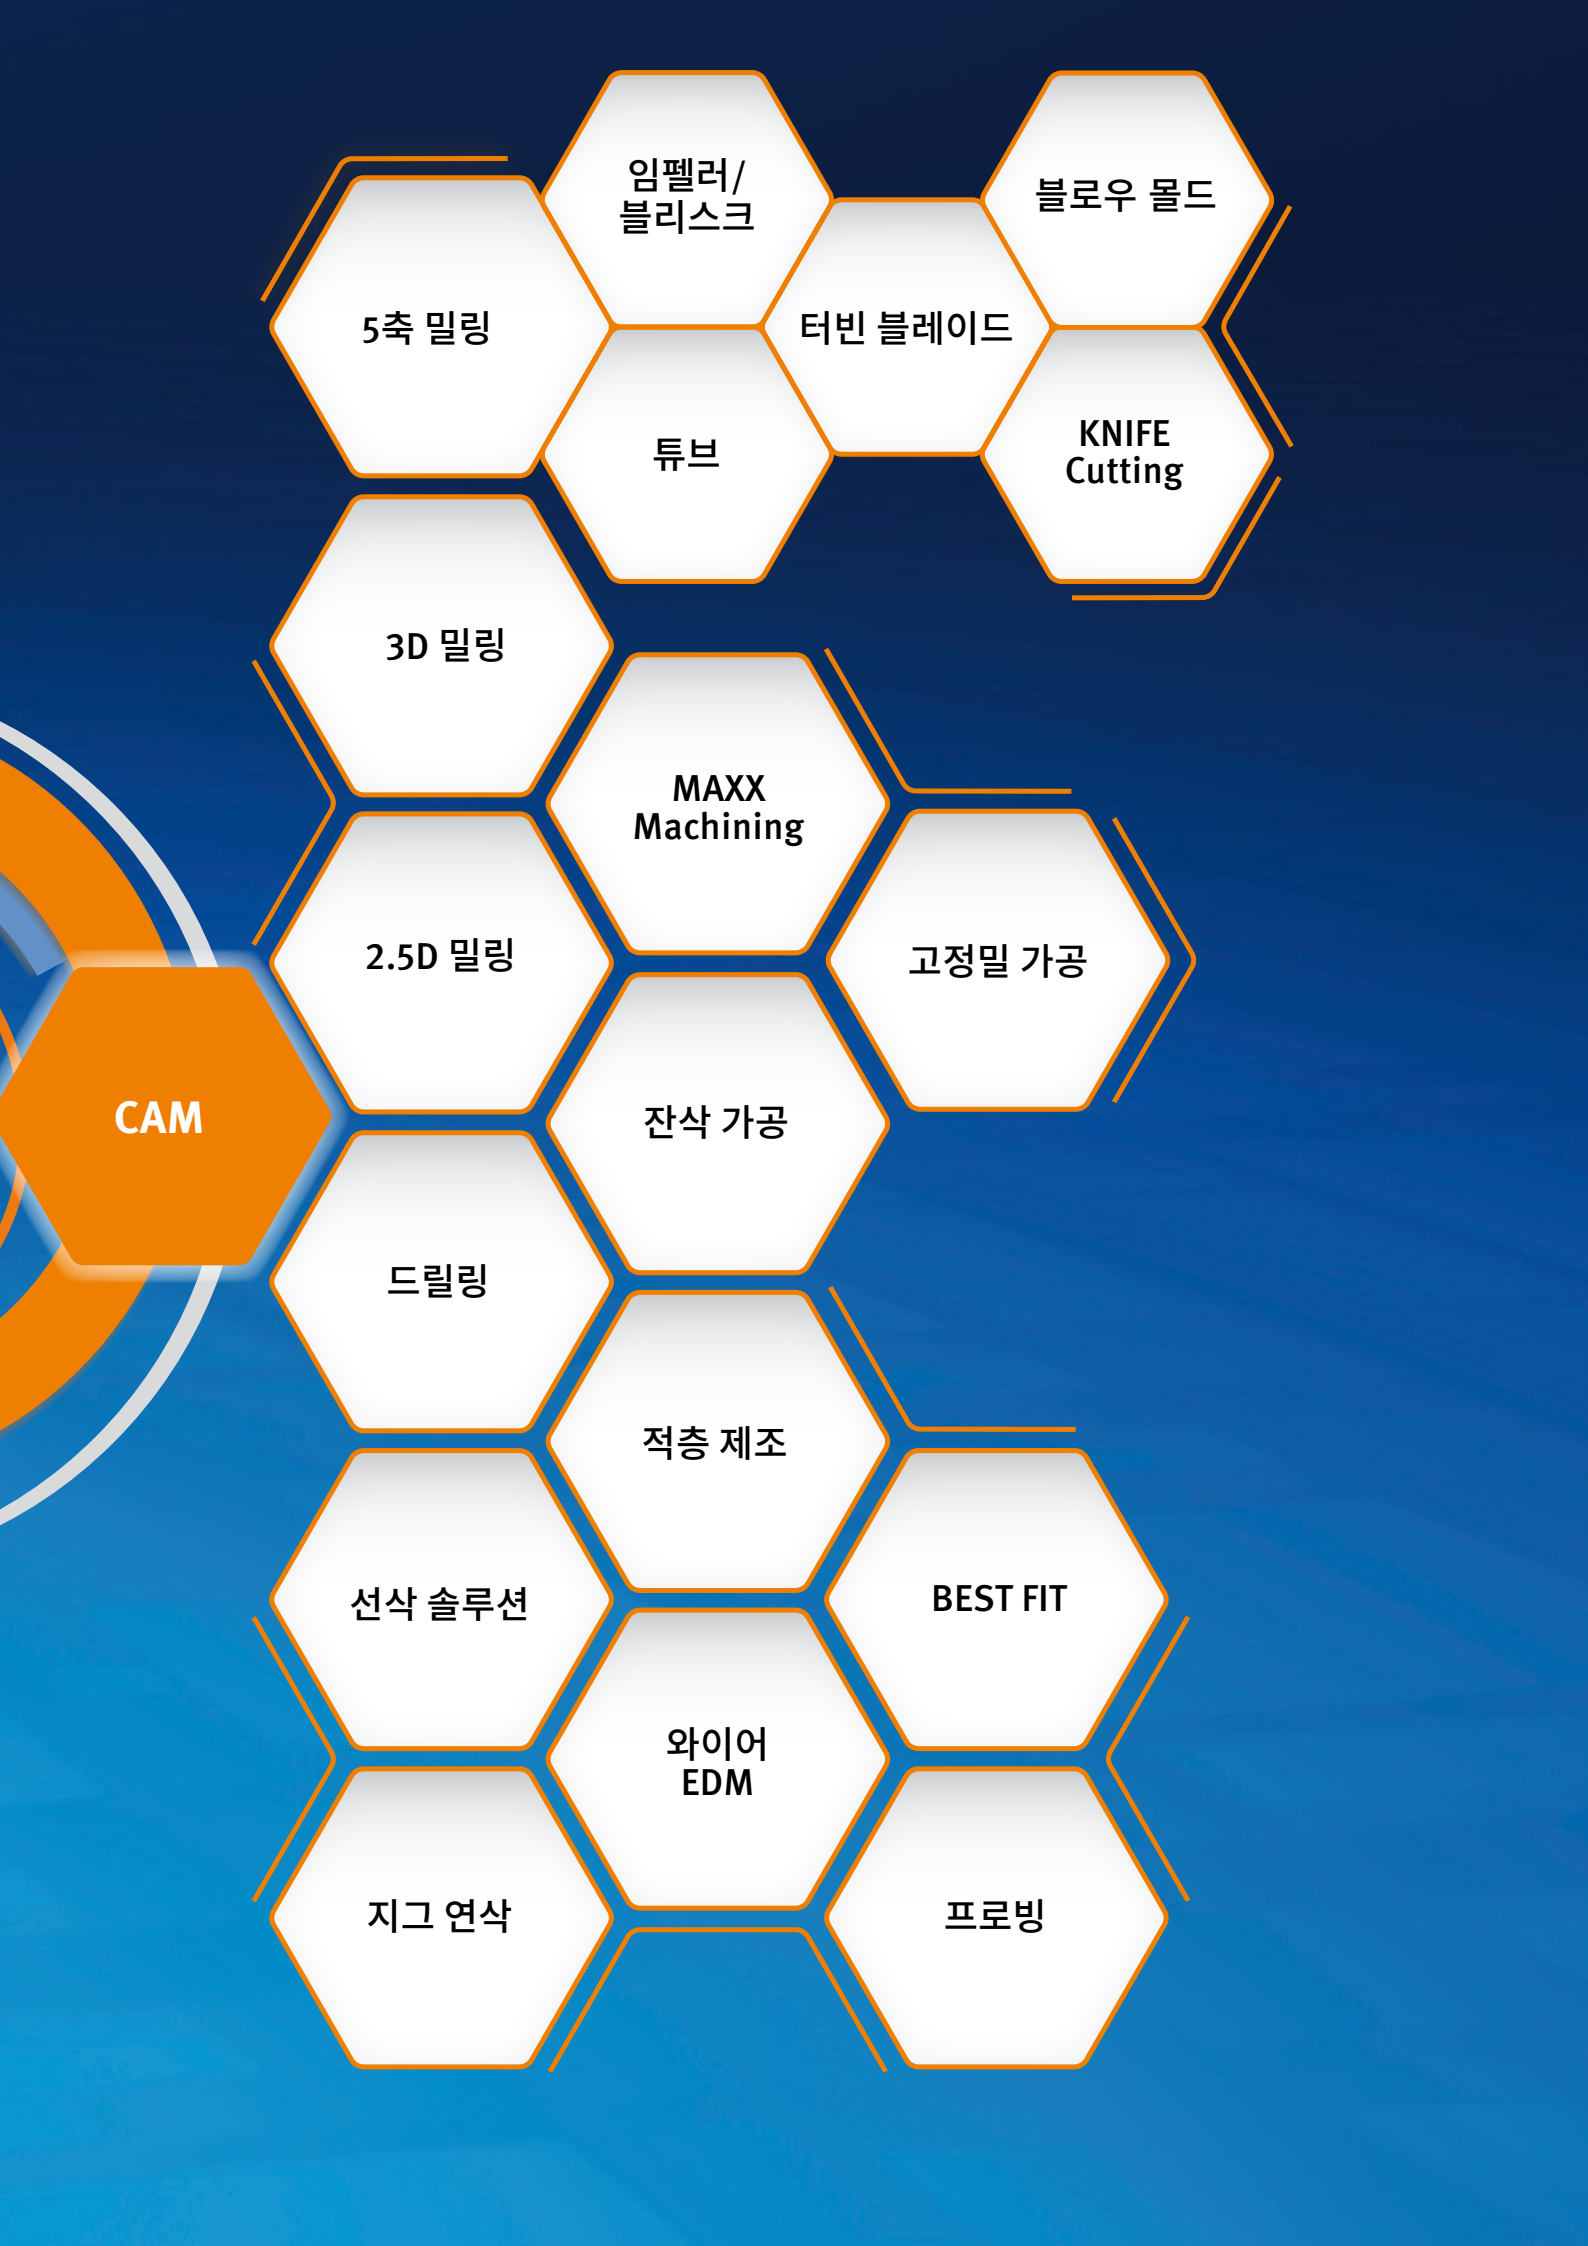 임펠러/
블리스크
블로우 몰드
5축 밀링
터빈 블레이드
튜브
KNIFE
Cutting
3D 밀링
MAXX
Machining
2.5D 밀링
고정밀 가공
CAM
잔삭 가공
드릴링
적층 제조
선삭 솔루션
BEST FIT
와이어
EDM
지그 연삭
프로빙